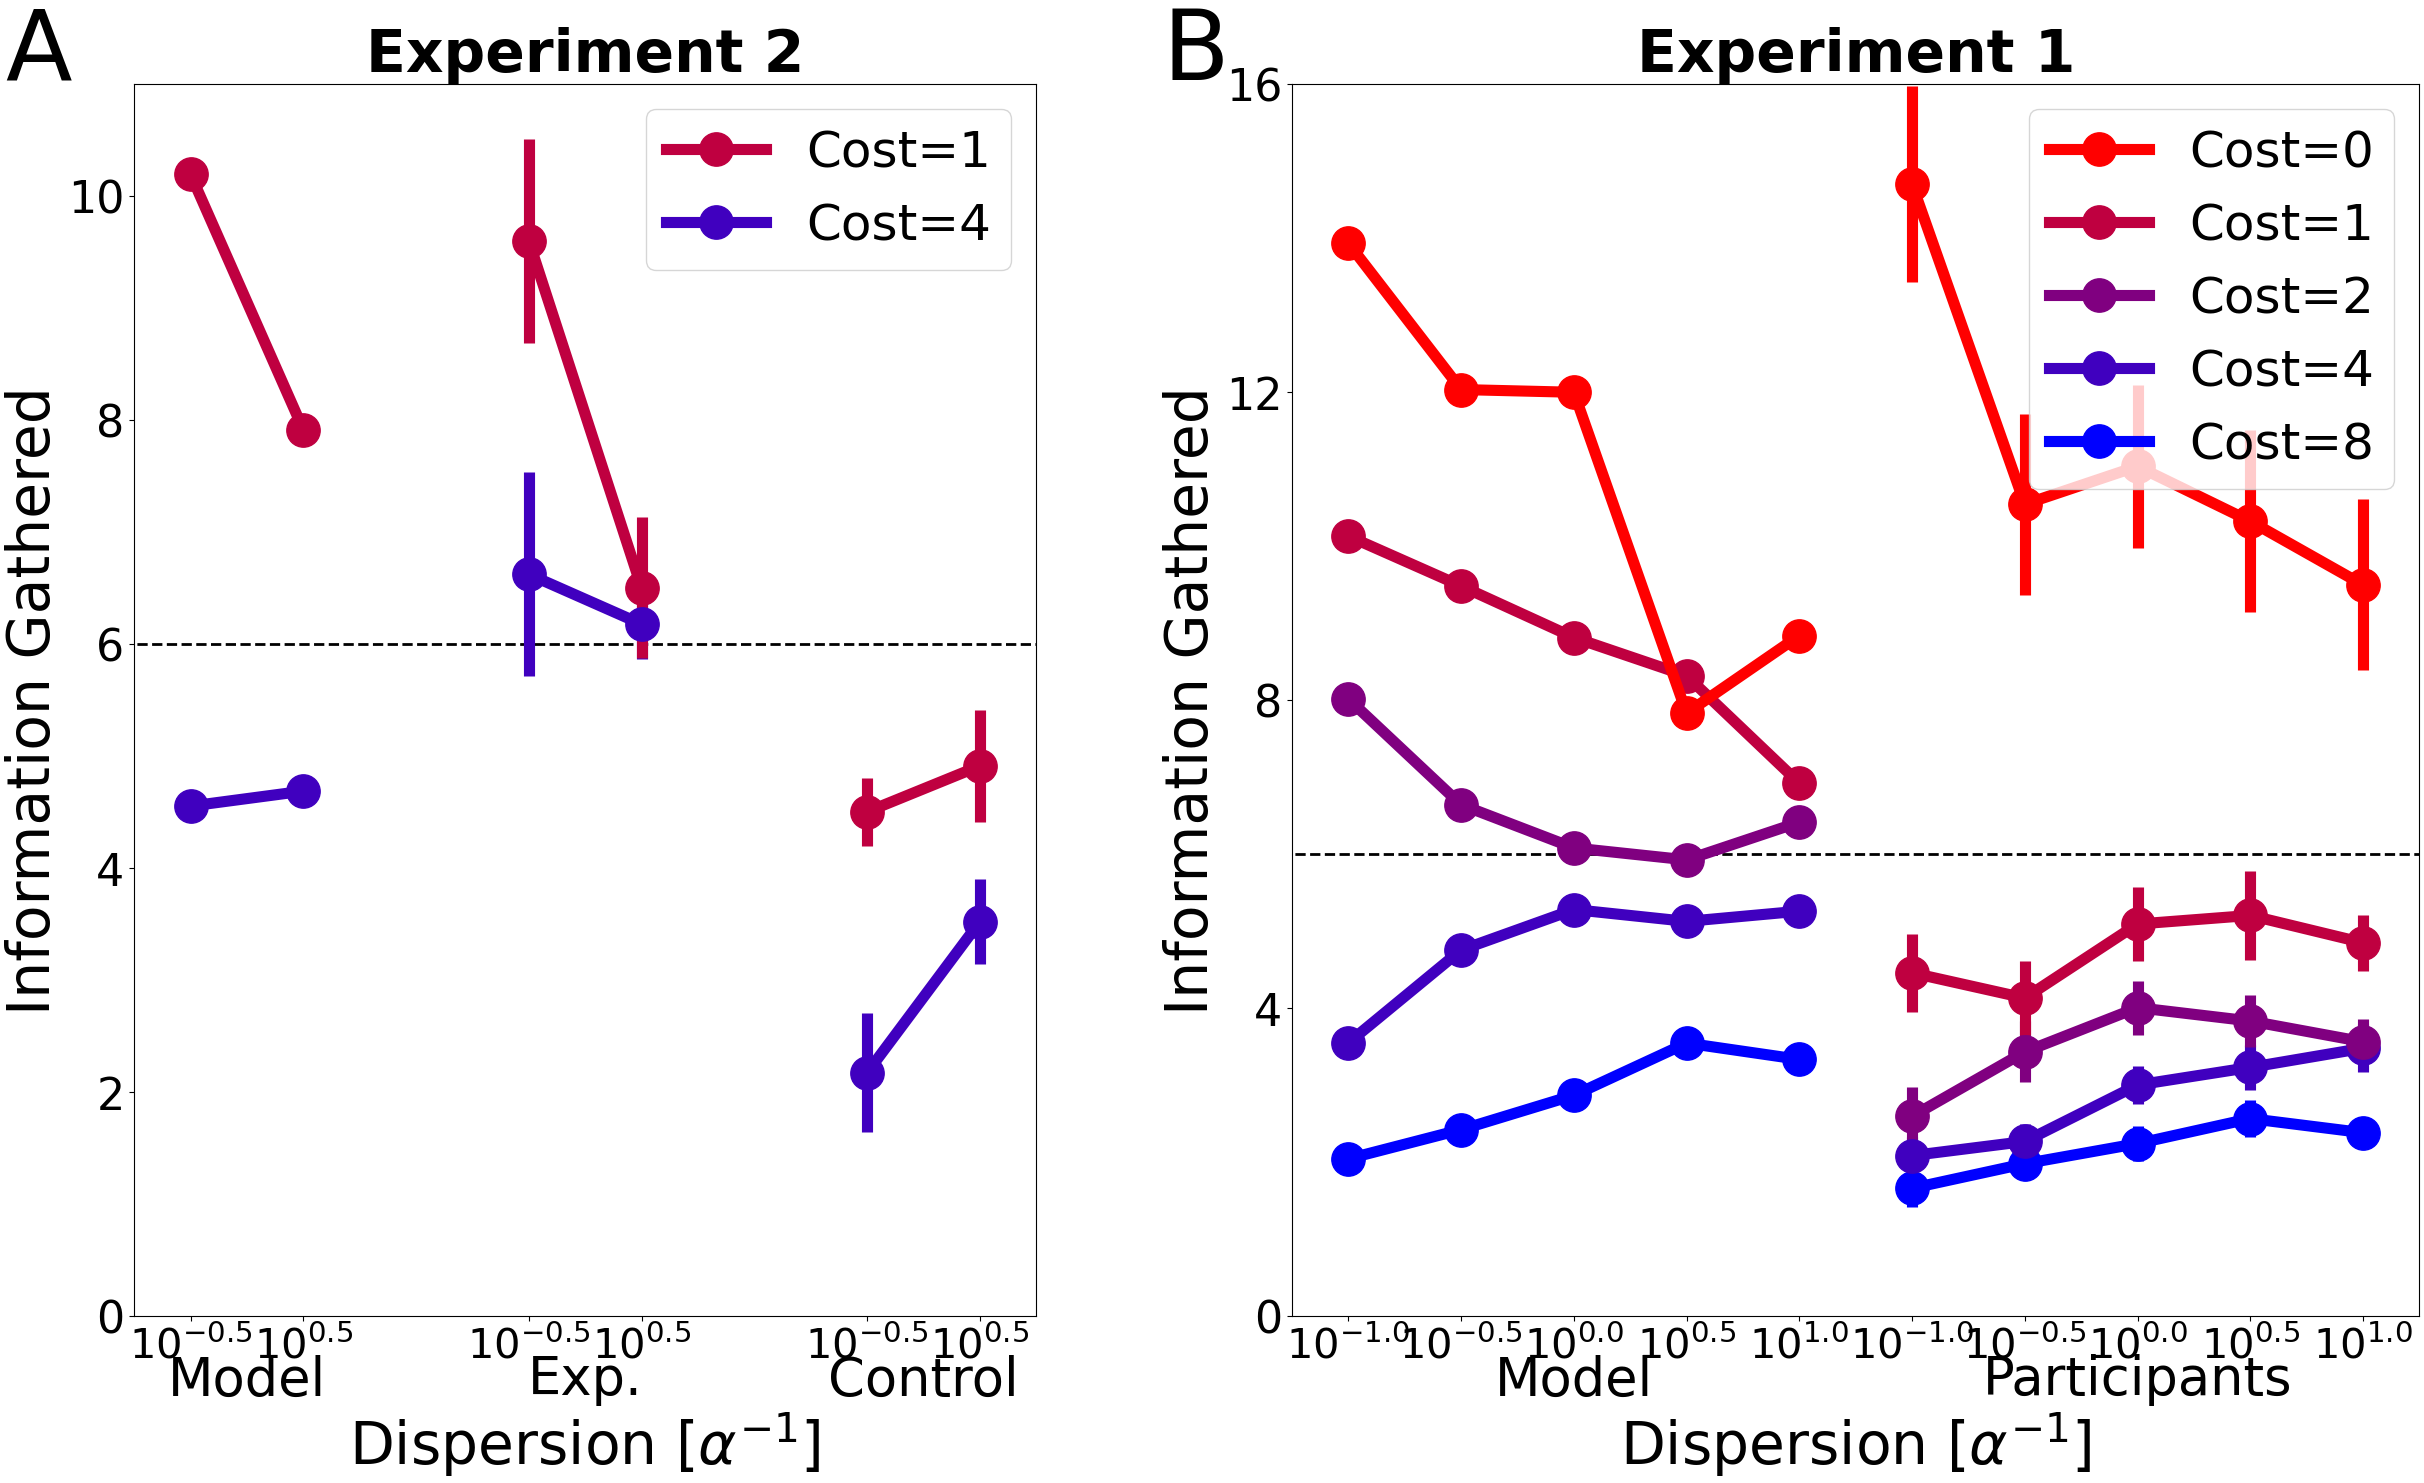 A
Experiment 2
Cost=1
Cost=4
Information Gathered
10
8
6
4
2
0
10^−0.5 10^0.5 10^−0.5 10^0.5 10^−0.5 10^0.5
Model Exp. Control
Dispersion [α^−1]
B
Experiment 1
Cost=0
Cost=1
Cost=2
Cost=4
Cost=8
Information Gathered
16
12
8
4
0
10^−1.0 10^−0.5 10^0.0 10^0.5 10^1.0 10^−1.0 10^−0.5 10^0.0 10^0.5 10^1.0
Model Participants
Dispersion [α^−1]